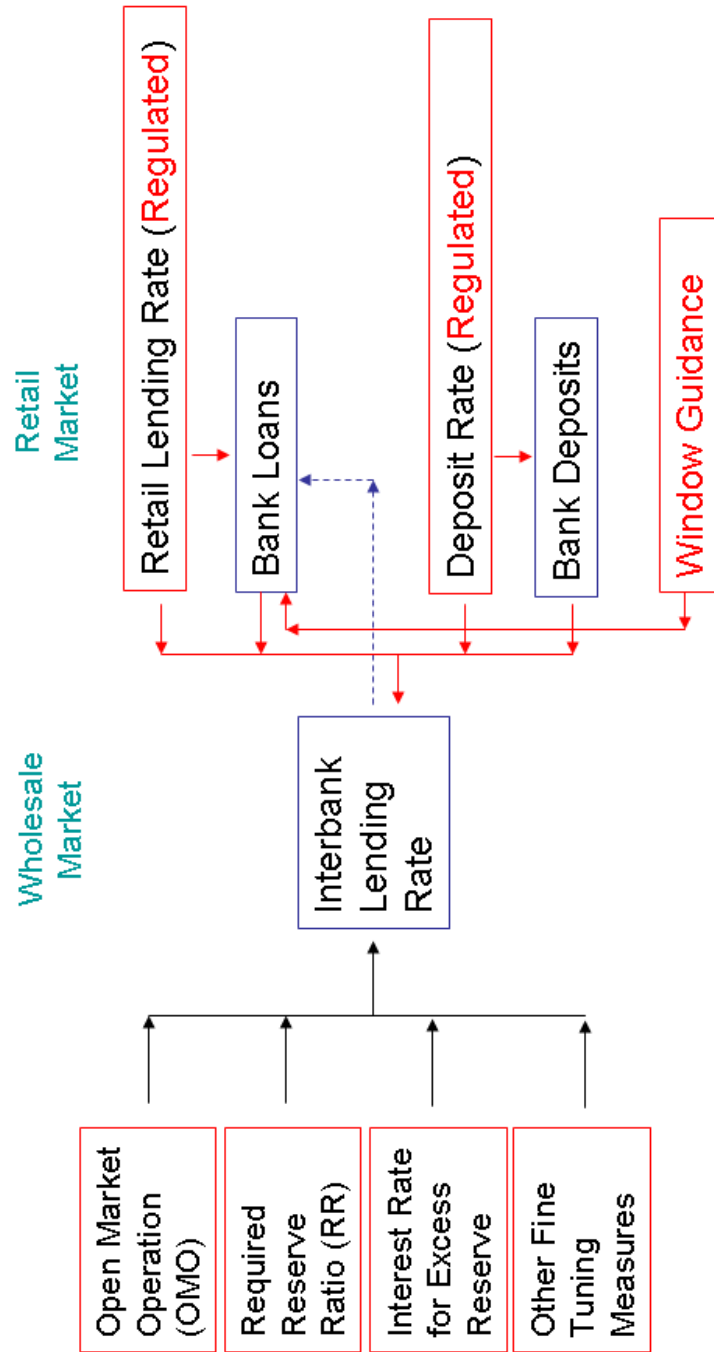 Wholesale
Market
Retail
Market
Open Market
Operation
(OMO)
Required
Reserve
Ratio (RR)
Interest Rate
for Excess
Reserve
Other Fine
Tuning
Measures
Interbank
Lending
Rate
Retail Lending Rate (Regulated)
Bank Loans
Deposit Rate (Regulated)
Bank Deposits
Window Guidance